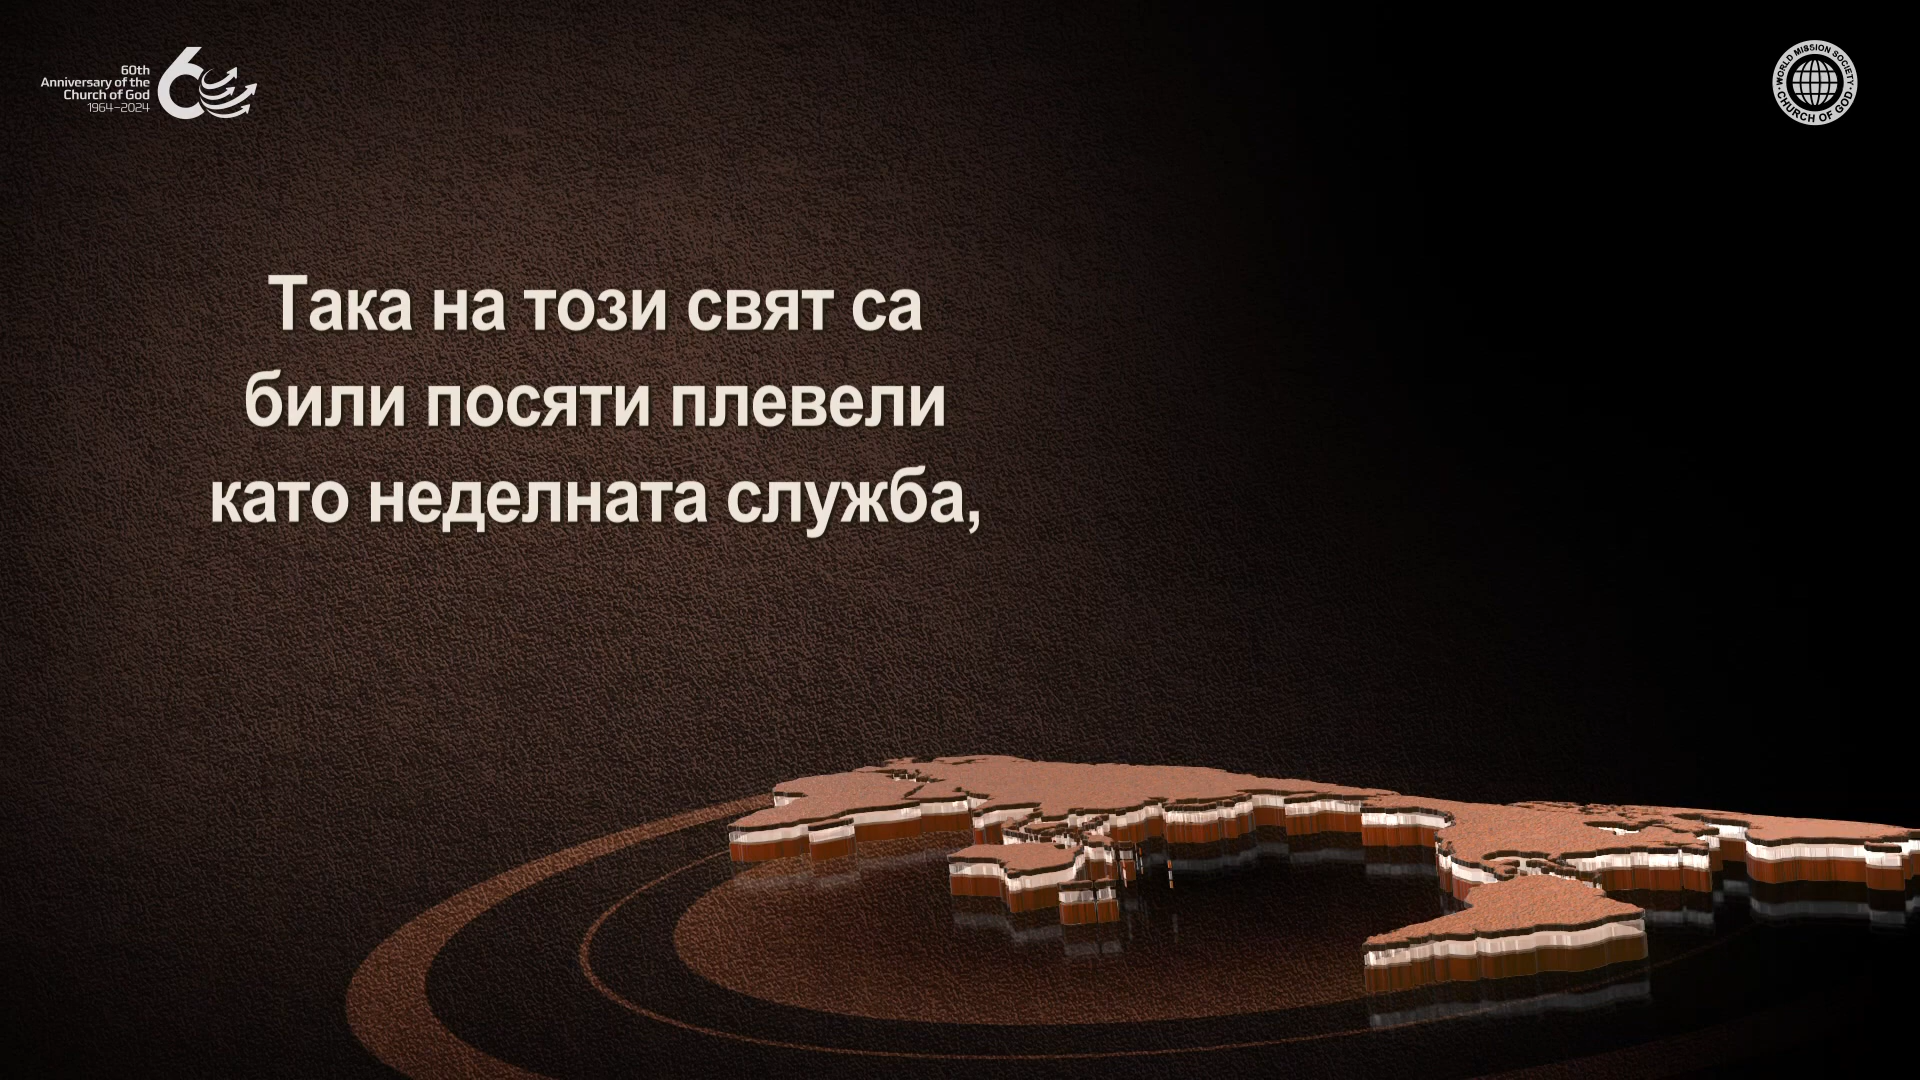 60th
Anniversary of the
Church of God
1964–2024
60
WORLD MISSION SOCIETY
CHURCH OF GOD
Така на този свят са
били посяти плевели
като неделната служба,